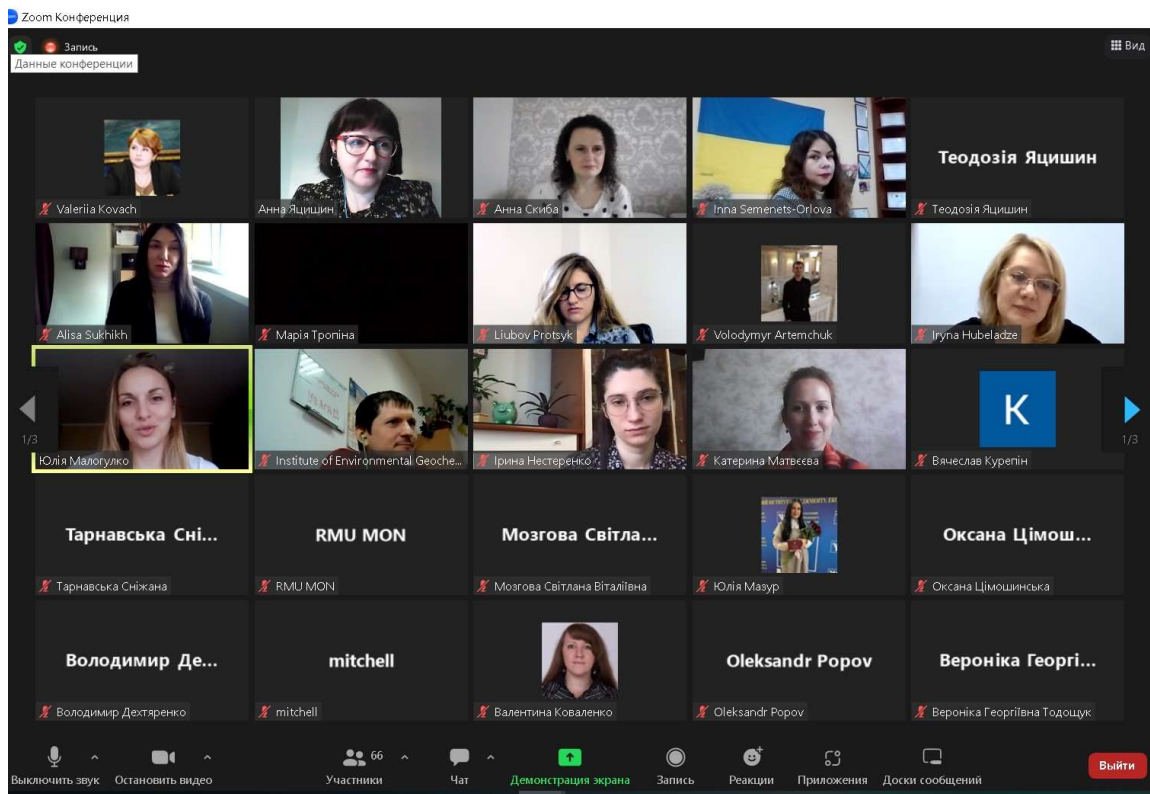 Zoom Конференция
Запись
Вид
Данные конференции
Теодозія Яцишин
Valeriia Kovach
Анна Яцишин
Анна Скиба
Inna Semenets-Orlova
Теодозія Яцишин
Alisa Sukhikh
Марія Тропіна
Liubov Protsyk
Volodymyr Artemchuk
Iryna Hubeladze
K
1/3
1/3
Юлія Малогулко
Institute of Environmental Geoche...
Ірина Нестеренко
Катерина Матвєєва
Вячеслав Курепін
Тарнавська Сні...
RMU MON
Мозгова Світла...
Оксана Цімош...
Тарнавська Сніжана
RMU MON
Мозгова Світлана Віталіївна
Юлія Мазур
Оксана Цімошинська
Володимир Де...
mitchell
Oleksandr Popov
Вероніка Георгі...
Володимир Дехтяренко
mitchell
Валентина Коваленко
Oleksandr Popov
Вероніка Георгіївна Тодощук
66
Выключить звук
Остановить видео
Участники
Чат
Демонстрация экрана
Запись
Реакции
Приложения
Доски сообщений
Выйти